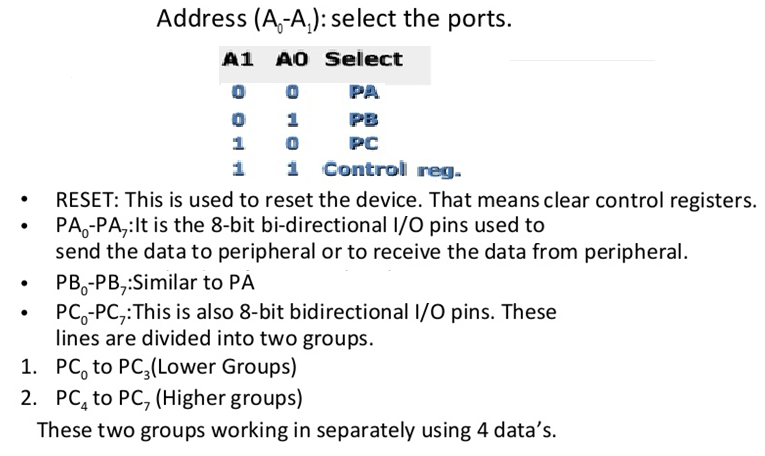 Address (A₀-A₁): select the ports.
A1 A0 Select
0 0 PA
0 1 PB
1 0 PC
1 1 Control reg.
• RESET: This is used to reset the device. That means clear control registers.
• PA₀-PA₇:It is the 8-bit bi-directional I/O pins used to
send the data to peripheral or to receive the data from peripheral.
• PB₀-PB₇:Similar to PA
• PC₀-PC₇:This is also 8-bit bidirectional I/O pins. These
lines are divided into two groups.
1. PC₀ to PC₃(Lower Groups)
2. PC₄ to PC₇ (Higher groups)
These two groups working in separately using 4 data’s.